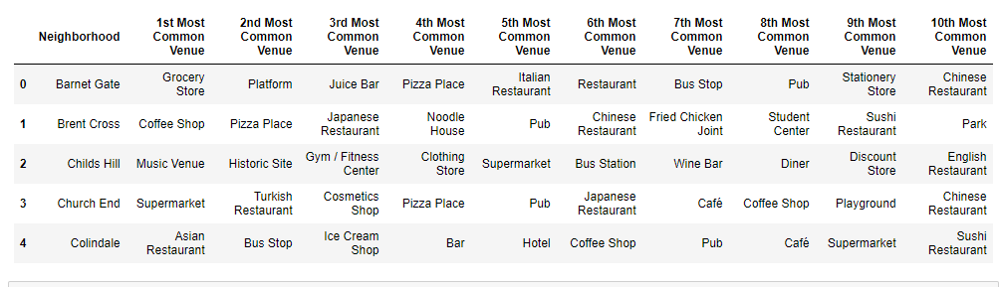 Neighborhood 1st Most Common Venue 2nd Most Common Venue 3rd Most Common Venue 4th Most Common Venue 5th Most Common Venue 6th Most Common Venue 7th Most Common Venue 8th Most Common Venue 9th Most Common Venue 10th Most Common Venue
0 Barnet Gate Grocery Store Platform Juice Bar Pizza Place Italian Restaurant Restaurant Bus Stop Pub Stationery Store Chinese Restaurant
1 Brent Cross Coffee Shop Pizza Place Japanese Restaurant Noodle House Pub Chinese Restaurant Fried Chicken Joint Student Center Sushi Restaurant Park
2 Childs Hill Music Venue Historic Site Gym / Fitness Center Clothing Store Supermarket Bus Station Wine Bar Diner Discount Store English Restaurant
3 Church End Supermarket Turkish Restaurant Cosmetics Shop Pizza Place Pub Japanese Restaurant Café Coffee Shop Playground Chinese Restaurant
4 Colindale Asian Restaurant Bus Stop Ice Cream Shop Bar Hotel Coffee Shop Pub Café Supermarket Sushi Restaurant